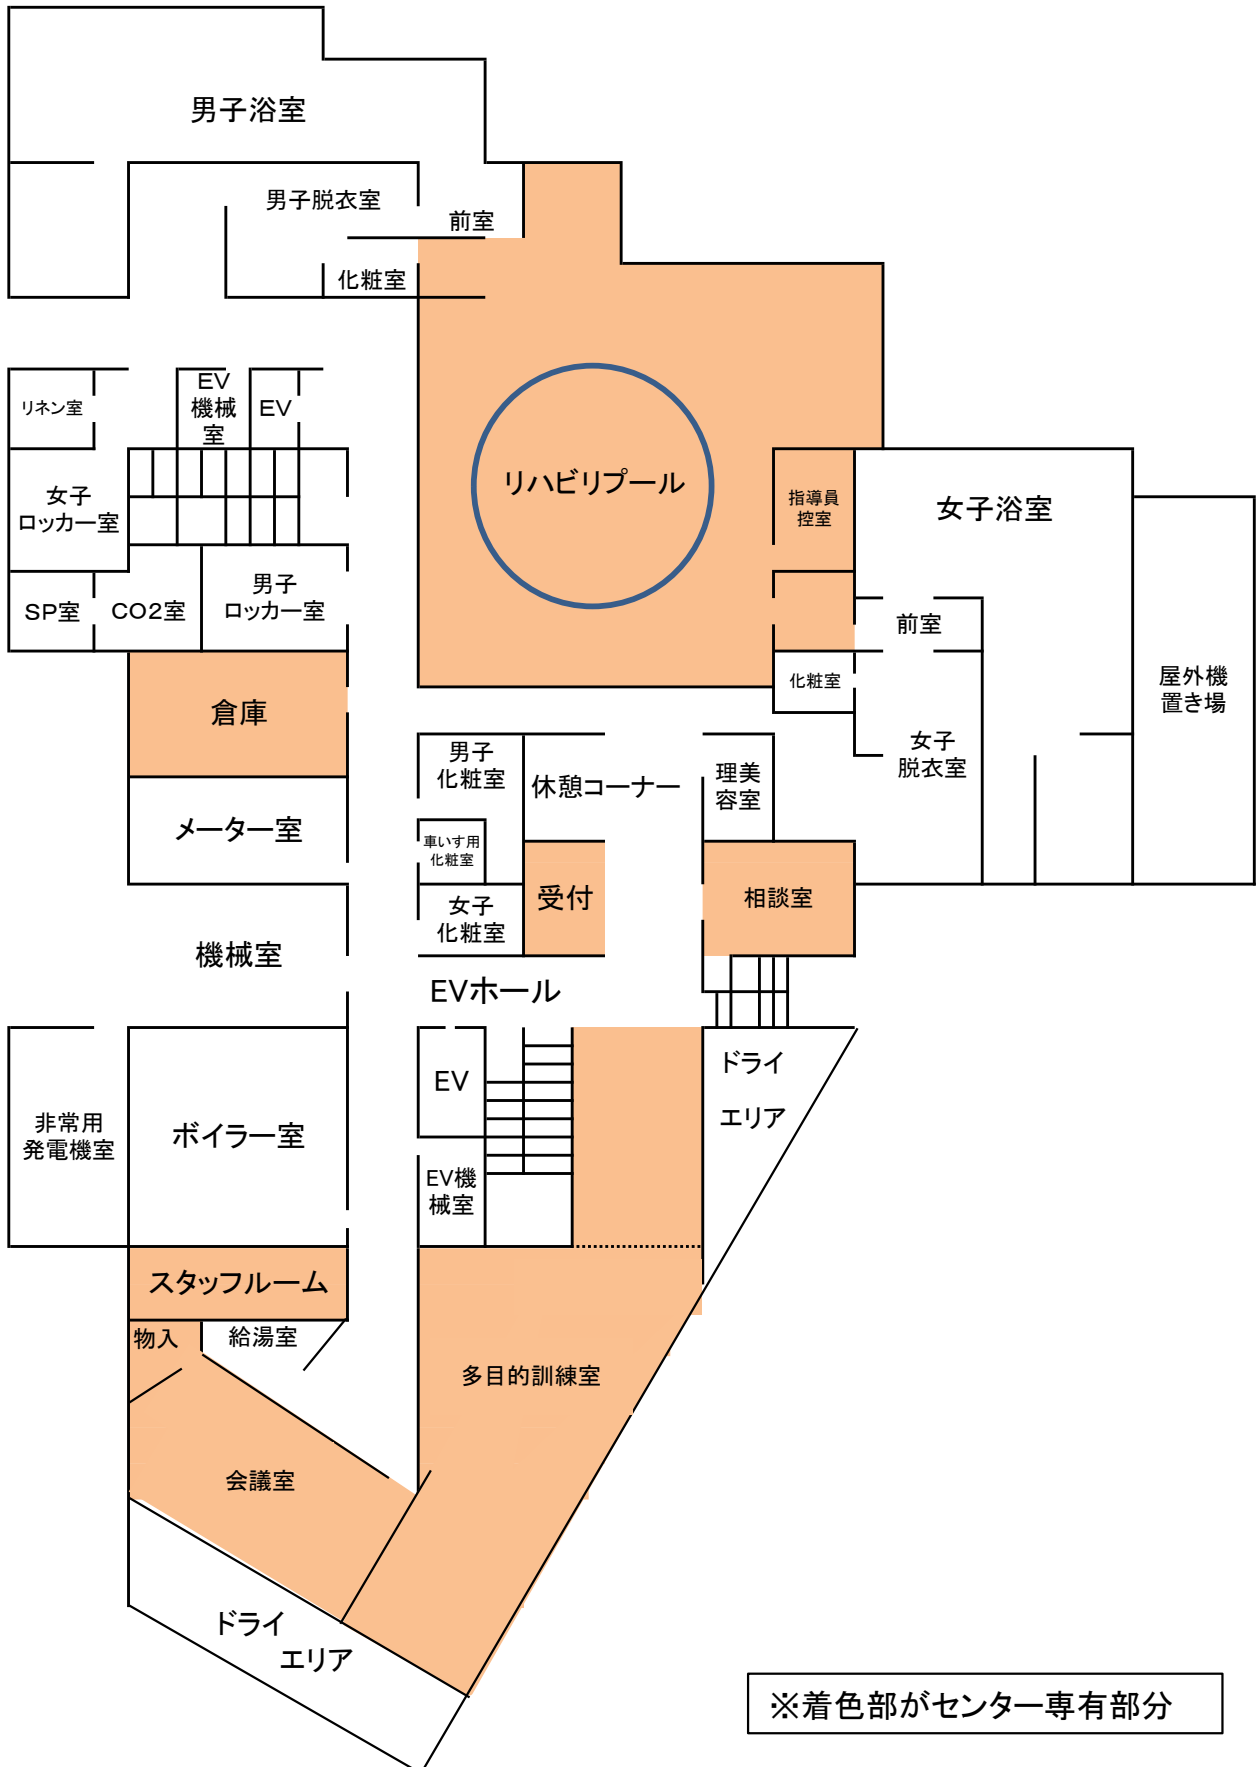 男子浴室
男子脱衣室
前室
化粧室
リネン室
EV
機械
室
EV
リハビリプール
女子
ロッカー室
指導員
控室
女子浴室
SP室
CO2室
男子
ロッカー室
前室
倉庫
化粧室
屋外機
置き場
男子
化粧室
休憩コーナー
理美
容室
女子
脱衣室
メーター室
車いす用
化粧室
受付
相談室
女子
化粧室
機械室
EVホール
EV
ドライ
エリア
非常用
発電機室
ボイラー室
EV機
械室
スタッフルーム
物入
給湯室
多目的訓練室
会議室
ドライ
エリア
※着色部がセンター専有部分